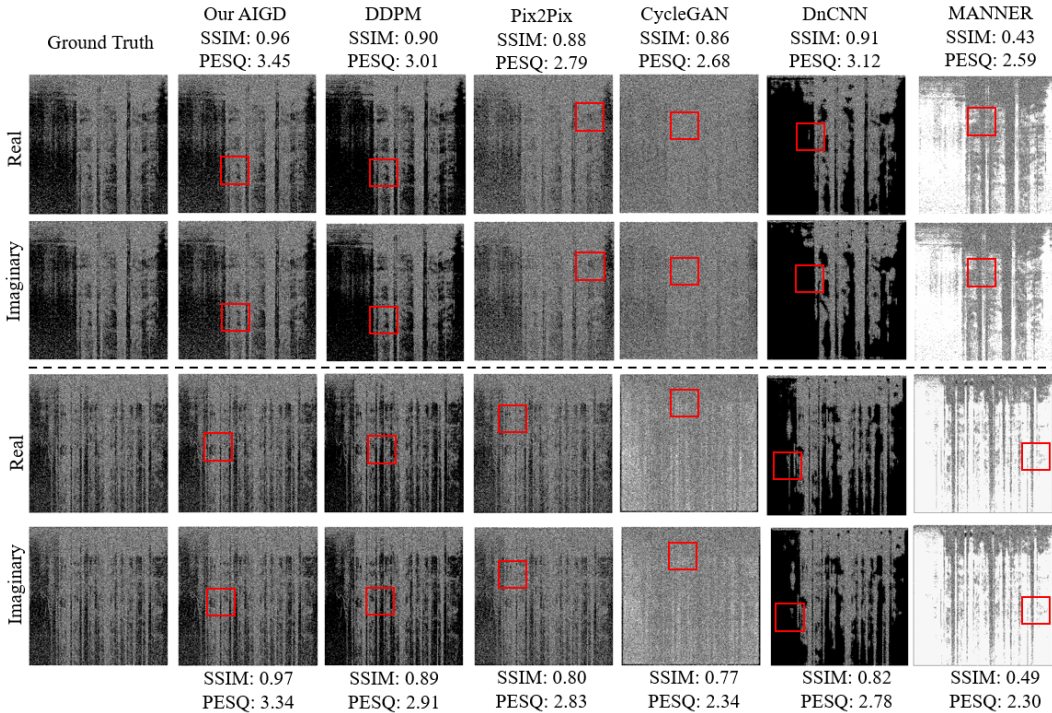 Ground Truth
Our AIGD
SSIM: 0.96
PESQ: 3.45
DDPM
SSIM: 0.90
PESQ: 3.01
Pix2Pix
SSIM: 0.88
PESQ: 2.79
CycleGAN
SSIM: 0.86
PESQ: 2.68
DnCNN
SSIM: 0.91
PESQ: 3.12
MANNER
SSIM: 0.43
PESQ: 2.59
Real
Imaginary
Real
Imaginary
SSIM: 0.97
PESQ: 3.34
SSIM: 0.89
PESQ: 2.91
SSIM: 0.80
PESQ: 2.83
SSIM: 0.77
PESQ: 2.34
SSIM: 0.82
PESQ: 2.78
SSIM: 0.49
PESQ: 2.30